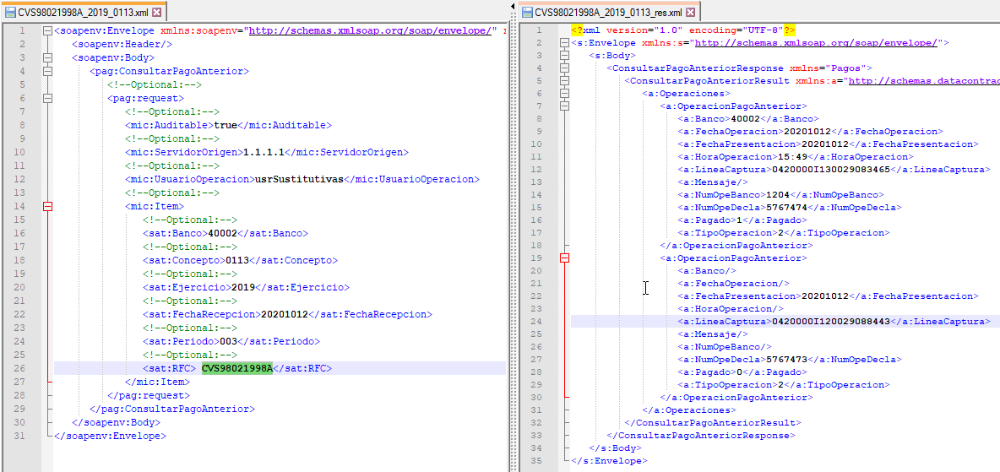 CVS98021998A_2019_0113.xml
1 <soapenv:Envelope xmlns:soapenv="http://schemas.xmlsoap.org/soap/envelope/"
2 <soapenv:Header/>
3 <soapenv:Body>
4 <pag:ConsultarPagoAnterior>
5 <!--Optional:-->
6 <pag:request>
7 <!--Optional:-->
8 <mic:Auditable>true</mic:Auditable>
9 <!--Optional:-->
10 <mic:ServidorOrigen>1.1.1.1</mic:ServidorOrigen>
11 <!--Optional:-->
12 <mic:UsuarioOperacion>usrSustitutivas</mic:UsuarioOperacion>
13 <!--Optional:-->
14 <mic:Item>
15 <!--Optional:-->
16 <sat:Banco>40002</sat:Banco>
17 <!--Optional:-->
18 <sat:Concepto>0113</sat:Concepto>
19 <!--Optional:-->
20 <sat:Ejercicio>2019</sat:Ejercicio>
21 <!--Optional:-->
22 <sat:FechaRecepcion>20201012</sat:FechaRecepcion>
23 <!--Optional:-->
24 <sat:Periodo>003</sat:Periodo>
25 <!--Optional:-->
26 <sat:RFC> CVS98021998A</sat:RFC>
27 </mic:Item>
28 </pag:request>
29 </pag:ConsultarPagoAnterior>
30 </soapenv:Body>
31 </soapenv:Envelope>
CVS98021998A_2019_0113_res.xml
1 <?xml version="1.0" encoding="UTF-8"?>
2 <s:Envelope xmlns:s="http://schemas.xmlsoap.org/soap/envelope/">
3 <s:Body>
4 <ConsultarPagoAnteriorResponse xmlns="Pagos">
5 <ConsultarPagoAnteriorResult xmlns:a="http://schemas.datacontrac
6 <a:Operaciones>
7 <a:OperacionPagoAnterior>
8 <a:Banco>40002</a:Banco>
9 <a:FechaOperacion>20201012</a:FechaOperacion>
10 <a:FechaPresentacion>20201012</a:FechaPresentacion>
11 <a:HoraOperacion>15:49</a:HoraOperacion>
12 <a:LineaCaptura>0420000I130029083465</a:LineaCaptura>
13 <a:Mensaje/>
14 <a:NumOpeBanco>1204</a:NumOpeBanco>
15 <a:NumOpeDecla>5767474</a:NumOpeDecla>
16 <a:Pagado>1</a:Pagado>
17 <a:TipoOperacion>2</a:TipoOperacion>
18 </a:OperacionPagoAnterior>
19 <a:OperacionPagoAnterior>
20 <a:Banco/>
21 <a:FechaOperacion/>
22 <a:FechaPresentacion>20201012</a:FechaPresentacion>
23 <a:HoraOperacion/>
24 <a:LineaCaptura>0420000I120029088443</a:LineaCaptura>
25 <a:Mensaje/>
26 <a:NumOpeBanco/>
27 <a:NumOpeDecla>5767473</a:NumOpeDecla>
28 <a:Pagado>0</a:Pagado>
29 <a:TipoOperacion>2</a:TipoOperacion>
30 </a:OperacionPagoAnterior>
31 </a:Operaciones>
32 </ConsultarPagoAnteriorResult>
33 </ConsultarPagoAnteriorResponse>
34 </s:Body>
35 </s:Envelope>